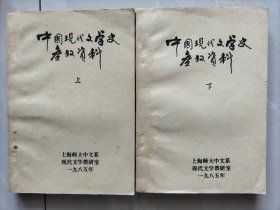 中国现代文学史
参考资料
上
上海师大中文系
现代文学教研室
一九八五年
中国现代文学史
参考资料
下
上海师大中文系
现代文学教研室
一九八五年